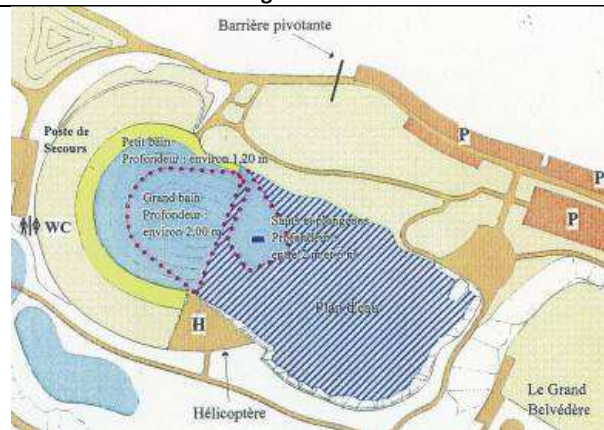 Barrière pivotante
Poste de
Secours
Petit bain
Profondeur : environ 1,20 m
P
P
P
Grand bain
Profondeur :
environ 2,00 m
Sauts et plongeons
Profondeur :
entre 2 m et 5 m
WC
Plan d'eau
H
Hélicoptère
Le Grand
Belvédère